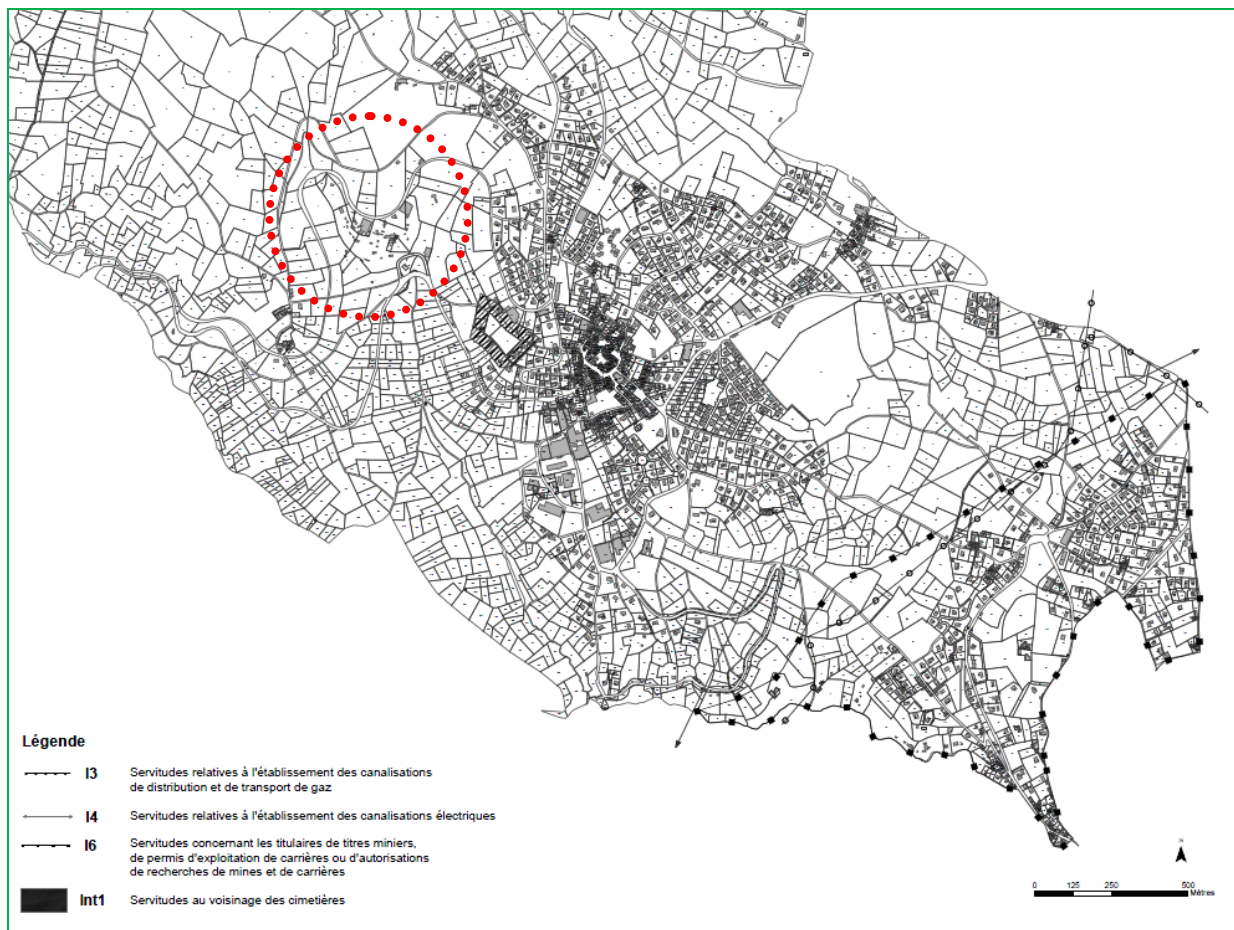 Légende
I3 Servitudes relatives à l'établissement des canalisations
de distribution et de transport de gaz
I4 Servitudes relatives à l'établissement des canalisations électriques
I6 Servitudes concernant les titulaires de titres miniers,
de permis d'exploitation de carrières ou d'autorisations
de recherches de mines et de carrières
Int1 Servitudes au voisinage des cimetières
N
0 125 250 500
Mètres